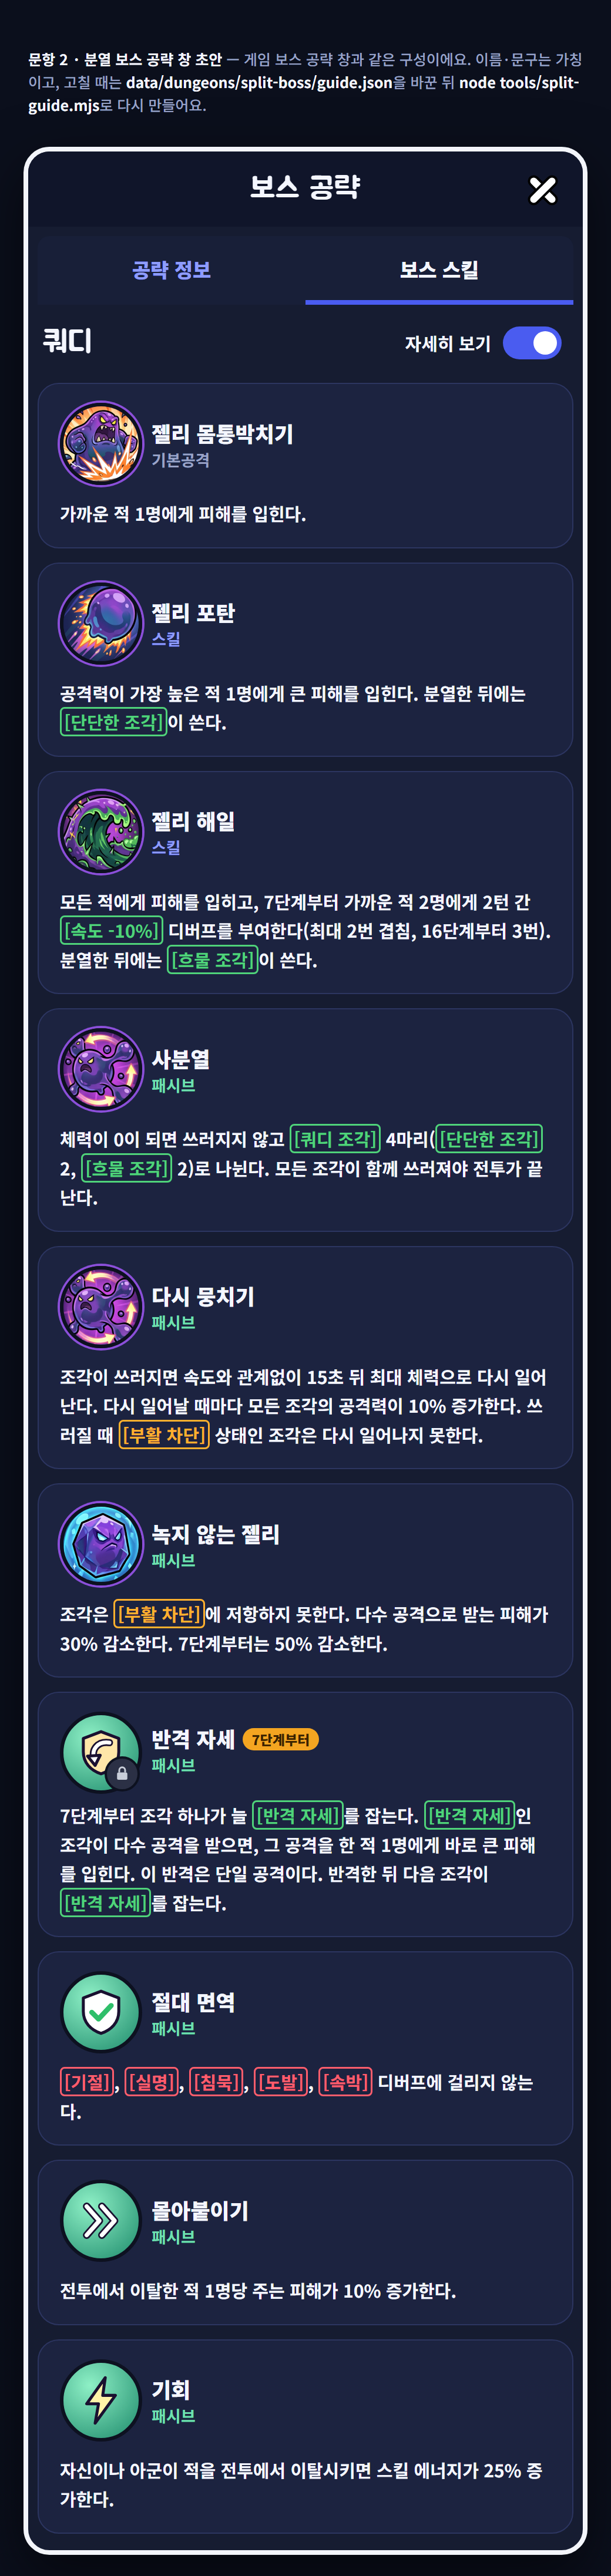 문항 2 · 분열 보스 공략 창 초안 — 게임 보스 공략 창과 같은 구성이에요. 이름·문구는 가칭
이고, 고칠 때는 data/dungeons/split-boss/guide.json을 바꾼 뒤 node tools/split-
guide.mjs로 다시 만들어요.
보스 공략
공략 정보
보스 스킬
쿼디
자세히 보기
젤리 몸통박치기
기본공격
가까운 적 1명에게 피해를 입힌다.
젤리 포탄
스킬
공격력이 가장 높은 적 1명에게 큰 피해를 입힌다. 분열한 뒤에는
[단단한 조각]이 쓴다.
젤리 해일
스킬
모든 적에게 피해를 입히고, 7단계부터 가까운 적 2명에게 2턴 간
[속도 -10%] 디버프를 부여한다(최대 2번 겹침, 16단계부터 3번).
분열한 뒤에는 [흐물 조각]이 쓴다.
사분열
패시브
체력이 0이 되면 쓰러지지 않고 [쿼디 조각] 4마리([단단한 조각]
2, [흐물 조각] 2)로 나뉜다. 모든 조각이 함께 쓰러져야 전투가 끝
난다.
다시 뭉치기
패시브
조각이 쓰러지면 속도와 관계없이 15초 뒤 최대 체력으로 다시 일어
난다. 다시 일어날 때마다 모든 조각의 공격력이 10% 증가한다. 쓰
러질 때 [부활 차단] 상태인 조각은 다시 일어나지 못한다.
녹지 않는 젤리
패시브
조각은 [부활 차단]에 저항하지 못한다. 다수 공격으로 받는 피해가
30% 감소한다. 7단계부터는 50% 감소한다.
반격 자세 7단계부터
패시브
7단계부터 조각 하나가 늘 [반격 자세]를 잡는다. [반격 자세]인
조각이 다수 공격을 받으면, 그 공격을 한 적 1명에게 바로 큰 피해
를 입힌다. 이 반격은 단일 공격이다. 반격한 뒤 다음 조각이
[반격 자세]를 잡는다.
절대 면역
패시브
[기절], [실명], [침묵], [도발], [속박] 디버프에 걸리지 않는
다.
몰아붙이기
패시브
전투에서 이탈한 적 1명당 주는 피해가 10% 증가한다.
기회
패시브
자신이나 아군이 적을 전투에서 이탈시키면 스킬 에너지가 25% 증
가한다.